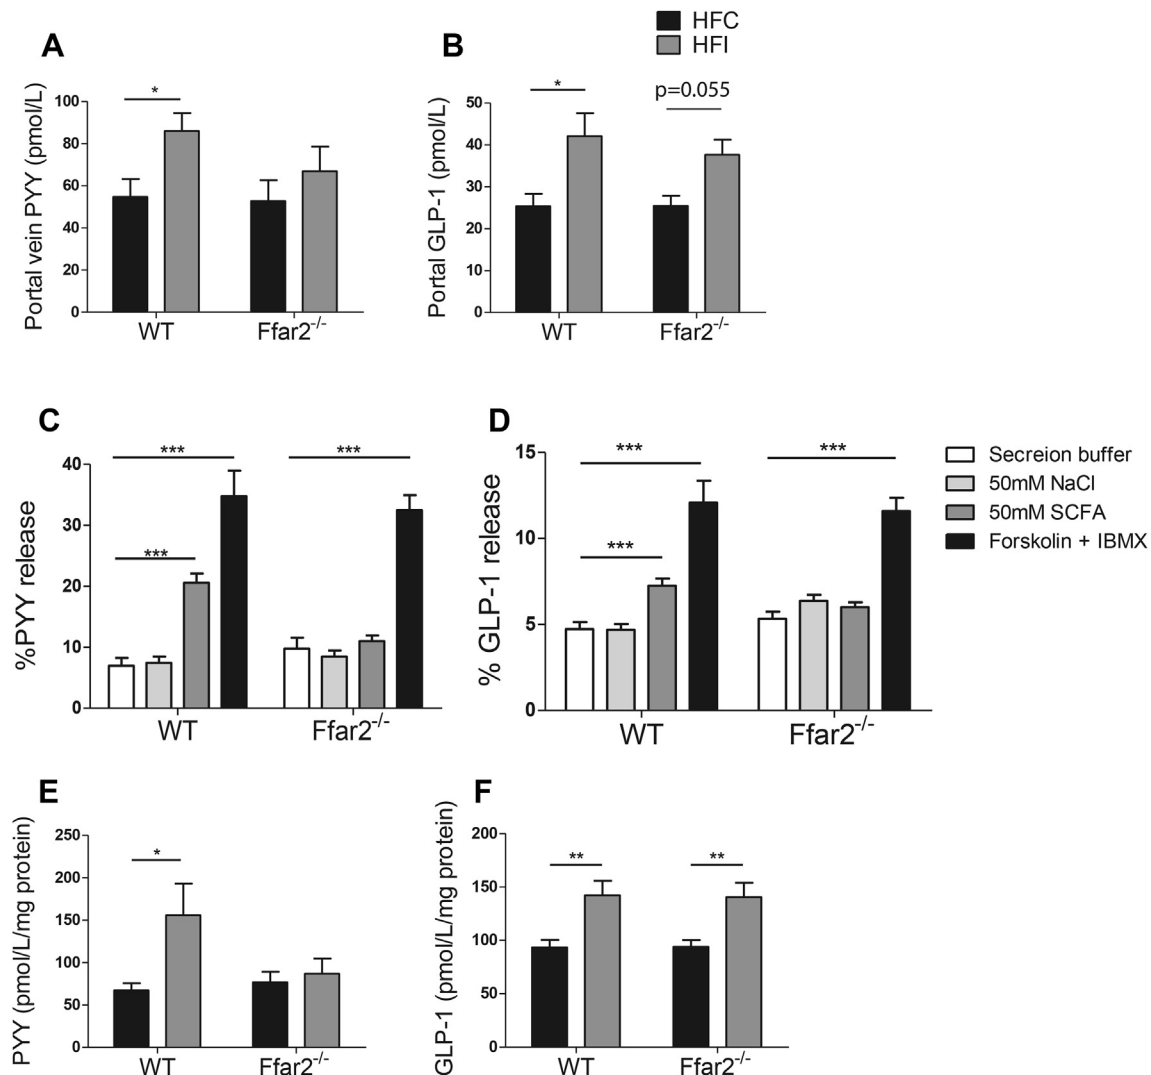 HFC
HFI
A
Portal vein PYY (pmol/L)
100
80
60
40
20
0
*
WT
Ffar2-/-
B
Portal GLP-1 (pmol/L)
50
40
30
20
10
0
*
p=0.055
WT
Ffar2-/-
C
%PYY release
40
30
20
10
0
***
***
***
WT
Ffar2-/-
D
% GLP-1 release
15
10
5
0
***
***
***
WT
Ffar2-/-
Secreion buffer
50mM NaCl
50mM SCFA
Forskolin + IBMX
E
PYY (pmol/L/mg protein)
250
200
150
100
50
0
*
WT
Ffar2-/-
F
GLP-1 (pmol/L/mg protein)
200
150
100
50
0
**
**
WT
Ffar2-/-